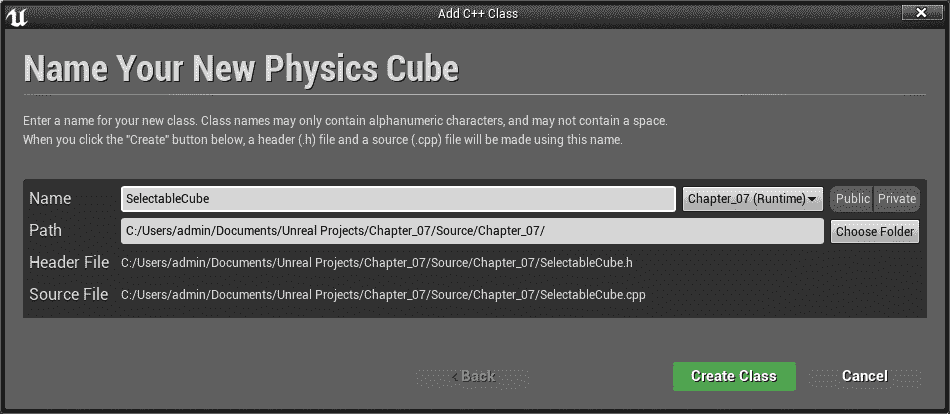 Add C++ Class
Name Your New Physics Cube
Enter a name for your new class. Class names may only contain alphanumeric characters, and may not contain a space.
When you click the "Create" button below, a header (.h) file and a source (.cpp) file will be made using this name.
Name SelectableCube Chapter_07 (Runtime) Public Private
Path C:/Users/admin/Documents/Unreal Projects/Chapter_07/Source/Chapter_07/ Choose Folder
Header File C:/Users/admin/Documents/Unreal Projects/Chapter_07/Source/Chapter_07/SelectableCube.h
Source File C:/Users/admin/Documents/Unreal Projects/Chapter_07/Source/Chapter_07/SelectableCube.cpp
Back Create Class Cancel